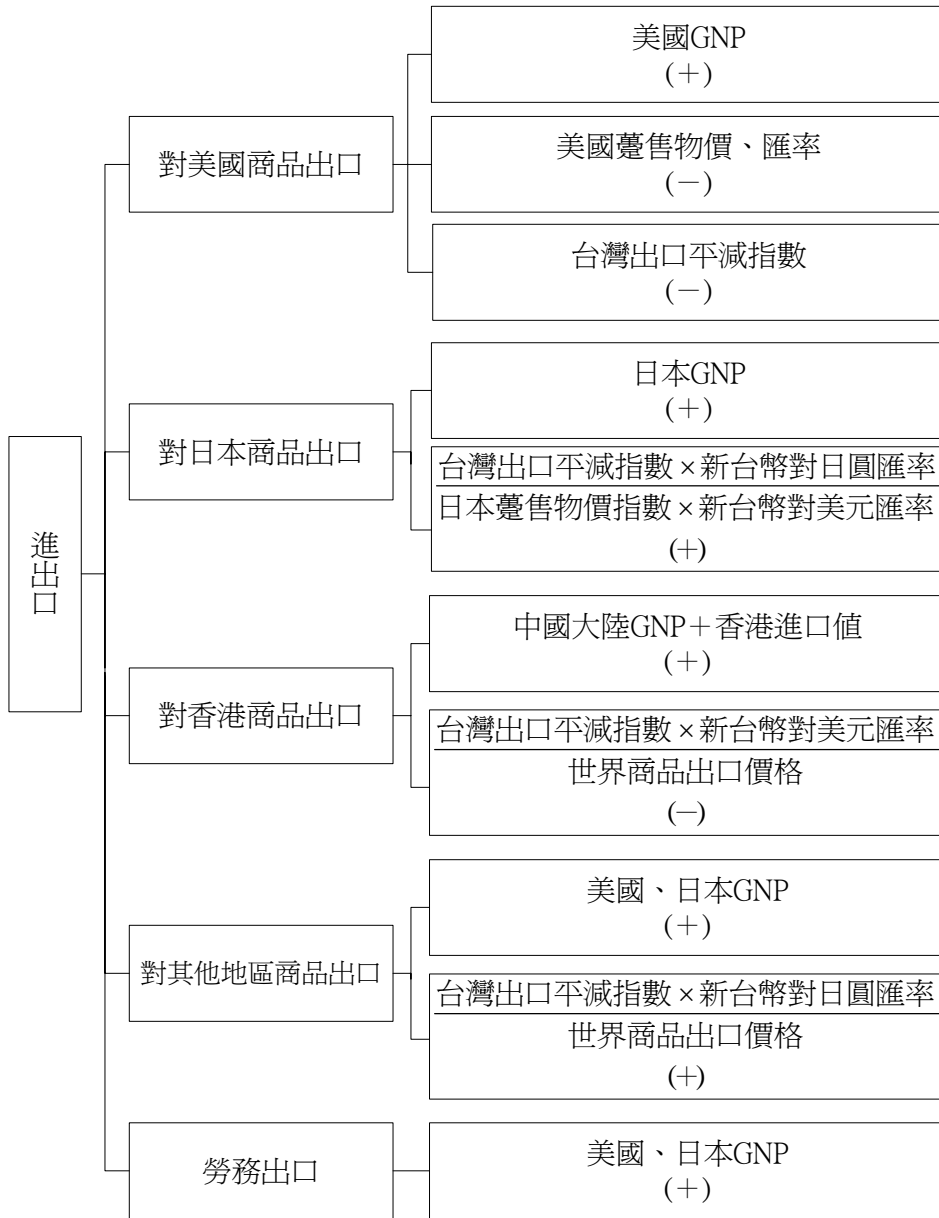 進出口
對美國商品出口
美國GNP
(＋)
美國躉售物價、匯率
(－)
台灣出口平減指數
(－)
對日本商品出口
日本GNP
(＋)
台灣出口平減指數×新台幣對日圓匯率
日本躉售物價指數×新台幣對美元匯率
(＋)
對香港商品出口
中國大陸GNP＋香港進口值
(＋)
台灣出口平減指數×新台幣對美元匯率
世界商品出口價格
(－)
對其他地區商品出口
美國、日本GNP
(＋)
台灣出口平減指數×新台幣對日圓匯率
世界商品出口價格
(＋)
勞務出口
美國、日本GNP
(＋)